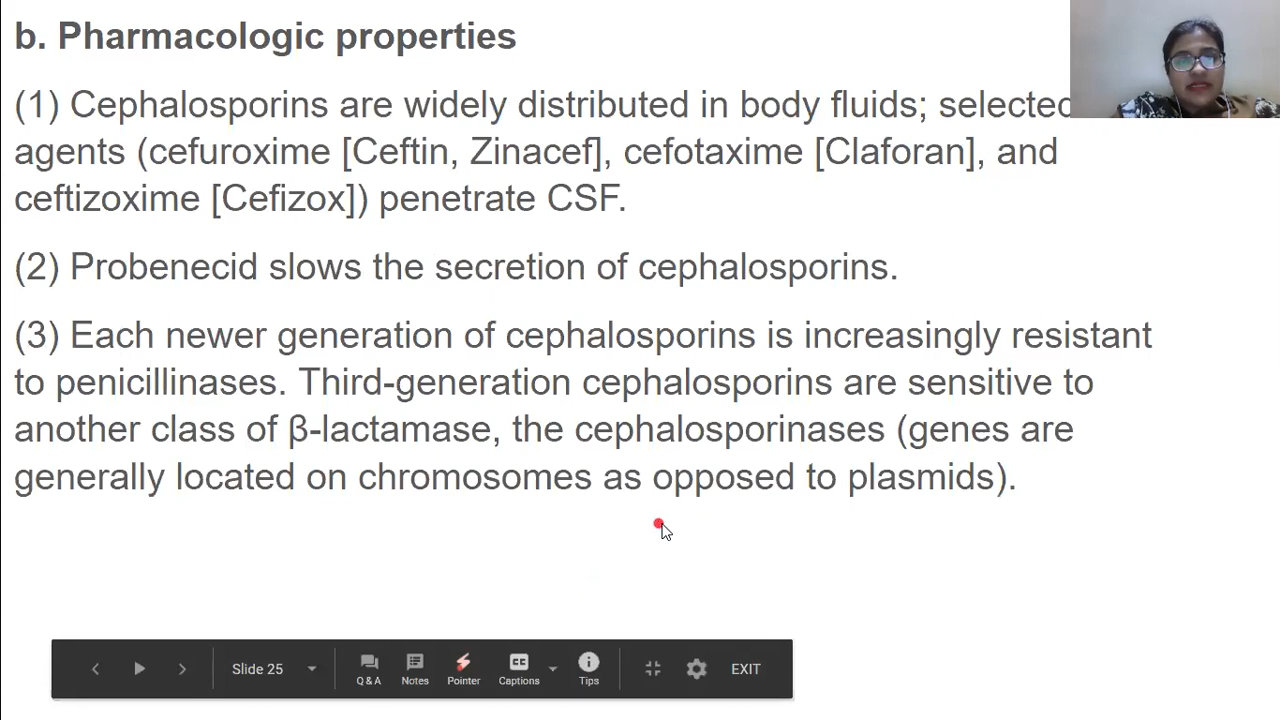 b. Pharmacologic properties
(1) Cephalosporins are widely distributed in body fluids; selected
agents (cefuroxime [Ceftin, Zinacef], cefotaxime [Claforan], and
ceftizoxime [Cefizox]) penetrate CSF.
(2) Probenecid slows the secretion of cephalosporins.
(3) Each newer generation of cephalosporins is increasingly resistant
to penicillinases. Third-generation cephalosporins are sensitive to
another class of β-lactamase, the cephalosporinases (genes are
generally located on chromosomes as opposed to plasmids).
Slide 25
Q & A
Notes
Pointer
CC
Captions
Tips
EXIT